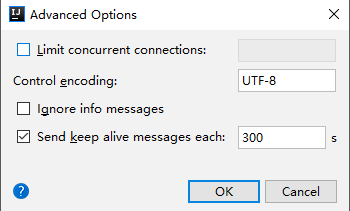 IJ Advanced Options
Limit concurrent connections:
Control encoding: UTF-8
Ignore info messages
Send keep alive messages each: 300 s
? OK Cancel